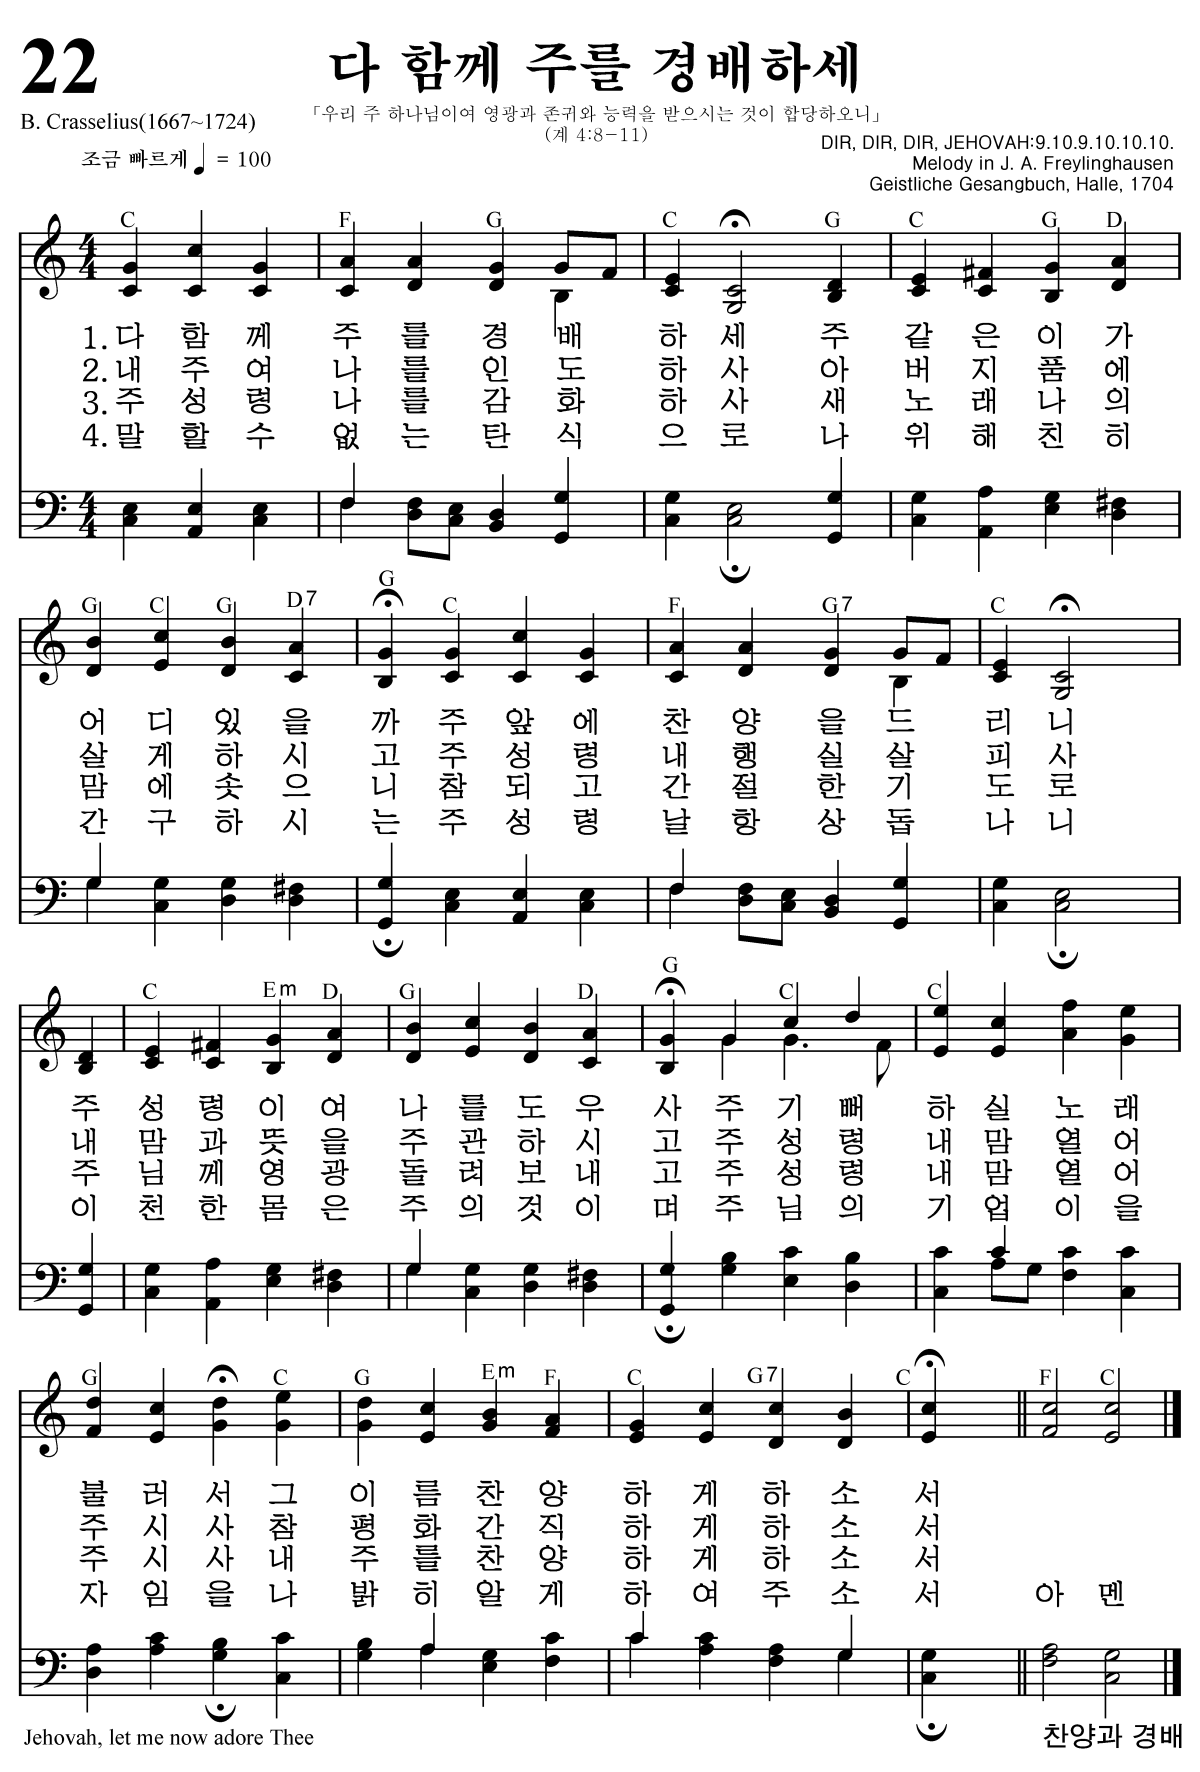 22
다 함께 주를 경배하세
「우리 주 하나님이여 영광과 존귀와 능력을 받으시는 것이 합당하오니」
(계 4:8-11)
B. Crasselius(1667~1724)
조금 빠르게 ♩ = 100
DIR, DIR, DIR, JEHOVAH:9.10.9.10.10.10.
Melody in J. A. Freylinghausen
Geistliche Gesangbuch, Halle, 1704
C F G C G C G D
1. 다 함 께 주 를 경 배 하 세 주 같 은 이 가
2. 내 주 여 나 를 인 도 하 사 아 버 지 품 에
3. 주 성 령 나 를 감 화 하 사 새 노 래 나 의
4. 말 할 수 없 는 탄 식 으 로 나 위 해 친 히
G C G D7 G C F G7 C
어 디 있 을 까 주 앞 에 찬 양 을 드 리 니
살 게 하 시 고 주 성 령 내 행 실 살 피 사
맘 에 솟 으 니 참 되 고 간 절 한 기 도 로
간 구 하 시 는 주 성 령 날 항 상 돕 나 니
C Em D G D G C C
주 성 령 이 여 나 를 도 우 사 주 기 뻐 하 실 노 래
내 맘 과 뜻 을 주 관 하 시 고 주 성 령 내 맘 열 어
주 님 께 영 광 돌 려 보 내 고 주 성 령 내 맘 열 어
이 천 한 몸 은 주 의 것 이 며 주 님 의 기 업 이 을
G C G Em F C G7 C F C
불 러 서 그 이 름 찬 양 하 게 하 소 서
주 시 사 참 평 화 간 직 하 게 하 소 서
주 시 사 내 주 를 찬 양 하 게 하 소 서
자 임 을 나 밝 히 알 게 하 여 주 소 서 아 멘
Jehovah, let me now adore Thee
찬양과 경배